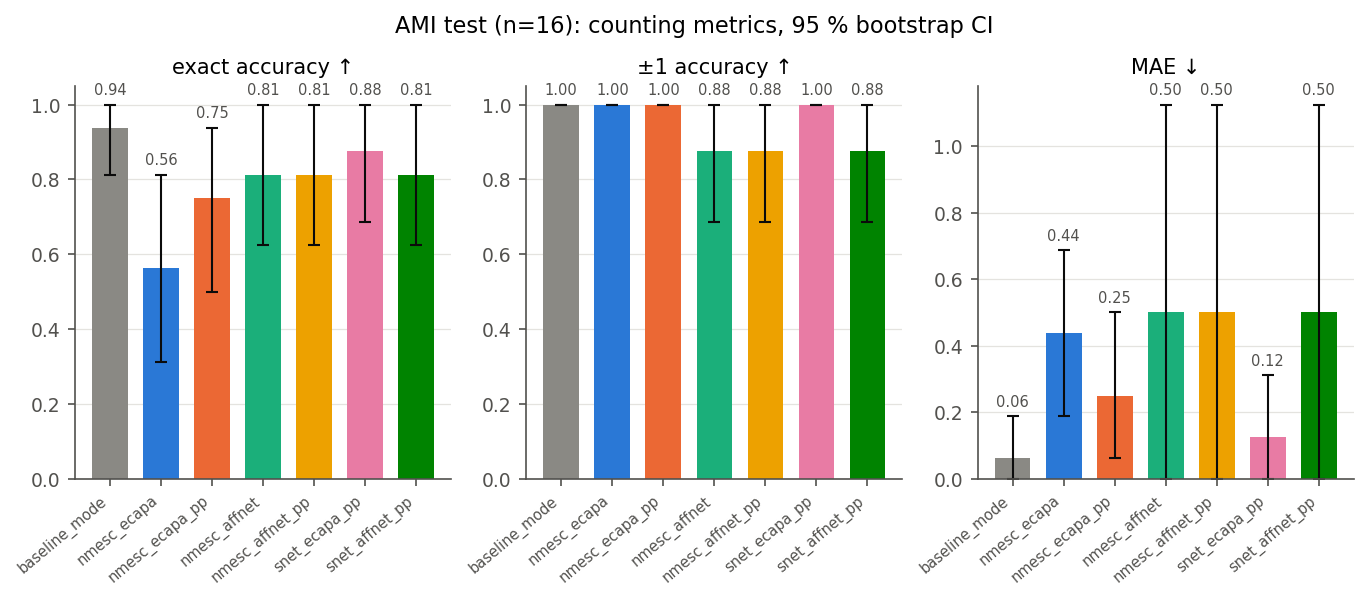 AMI test (n=16): counting metrics, 95 % bootstrap CI
exact accuracy ↑
0.94
0.56
0.75
0.81
0.81
0.88
0.81
1.0
0.8
0.6
0.4
0.2
0.0
baseline_mode
nmesc_ecapa
nmesc_ecapa_pp
nmesc_affnet
nmesc_affnet_pp
snet_ecapa_pp
snet_affnet_pp
±1 accuracy ↑
1.00
1.00
1.00
0.88
0.88
1.00
0.88
1.0
0.8
0.6
0.4
0.2
0.0
baseline_mode
nmesc_ecapa
nmesc_ecapa_pp
nmesc_affnet
nmesc_affnet_pp
snet_ecapa_pp
snet_affnet_pp
MAE ↓
0.06
0.44
0.25
0.50
0.50
0.12
0.50
1.0
0.8
0.6
0.4
0.2
0.0
baseline_mode
nmesc_ecapa
nmesc_ecapa_pp
nmesc_affnet
nmesc_affnet_pp
snet_ecapa_pp
snet_affnet_pp